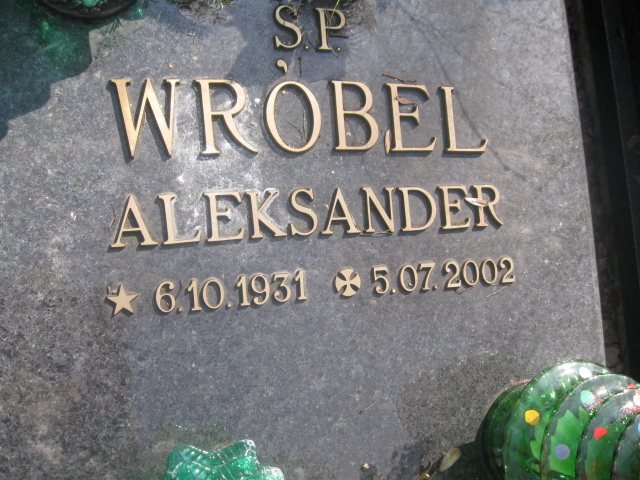 Ś.P.
WRÓBEL
ALEKSANDER
6.10.1931 5.07.2002